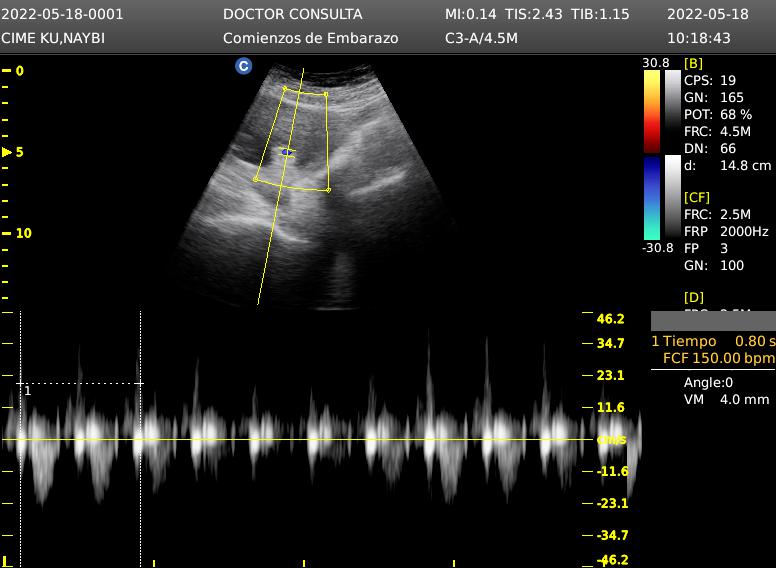 2022-05-18-0001 DOCTOR CONSULTA MI:0.14 TIS:2.43 TIB:1.15 2022-05-18
CIME KU,NAYBI Comienzos de Embarazo C3-A/4.5M 10:18:43
C
0
5
10
30.8
-30.8
[B]
CPS: 19
GN: 165
POT: 68 %
FRC: 4.5M
DN: 66
d: 14.8 cm
[CF]
FRC: 2.5M
FRP 2000Hz
FP 3
GN: 100
[D]
1 Tiempo 0.80 s
FCF 150.00 bpm
Angle:0
VM 4.0 mm
46.2
34.7
23.1
11.6
cm/s
-11.6
-23.1
-34.7
-46.2
1